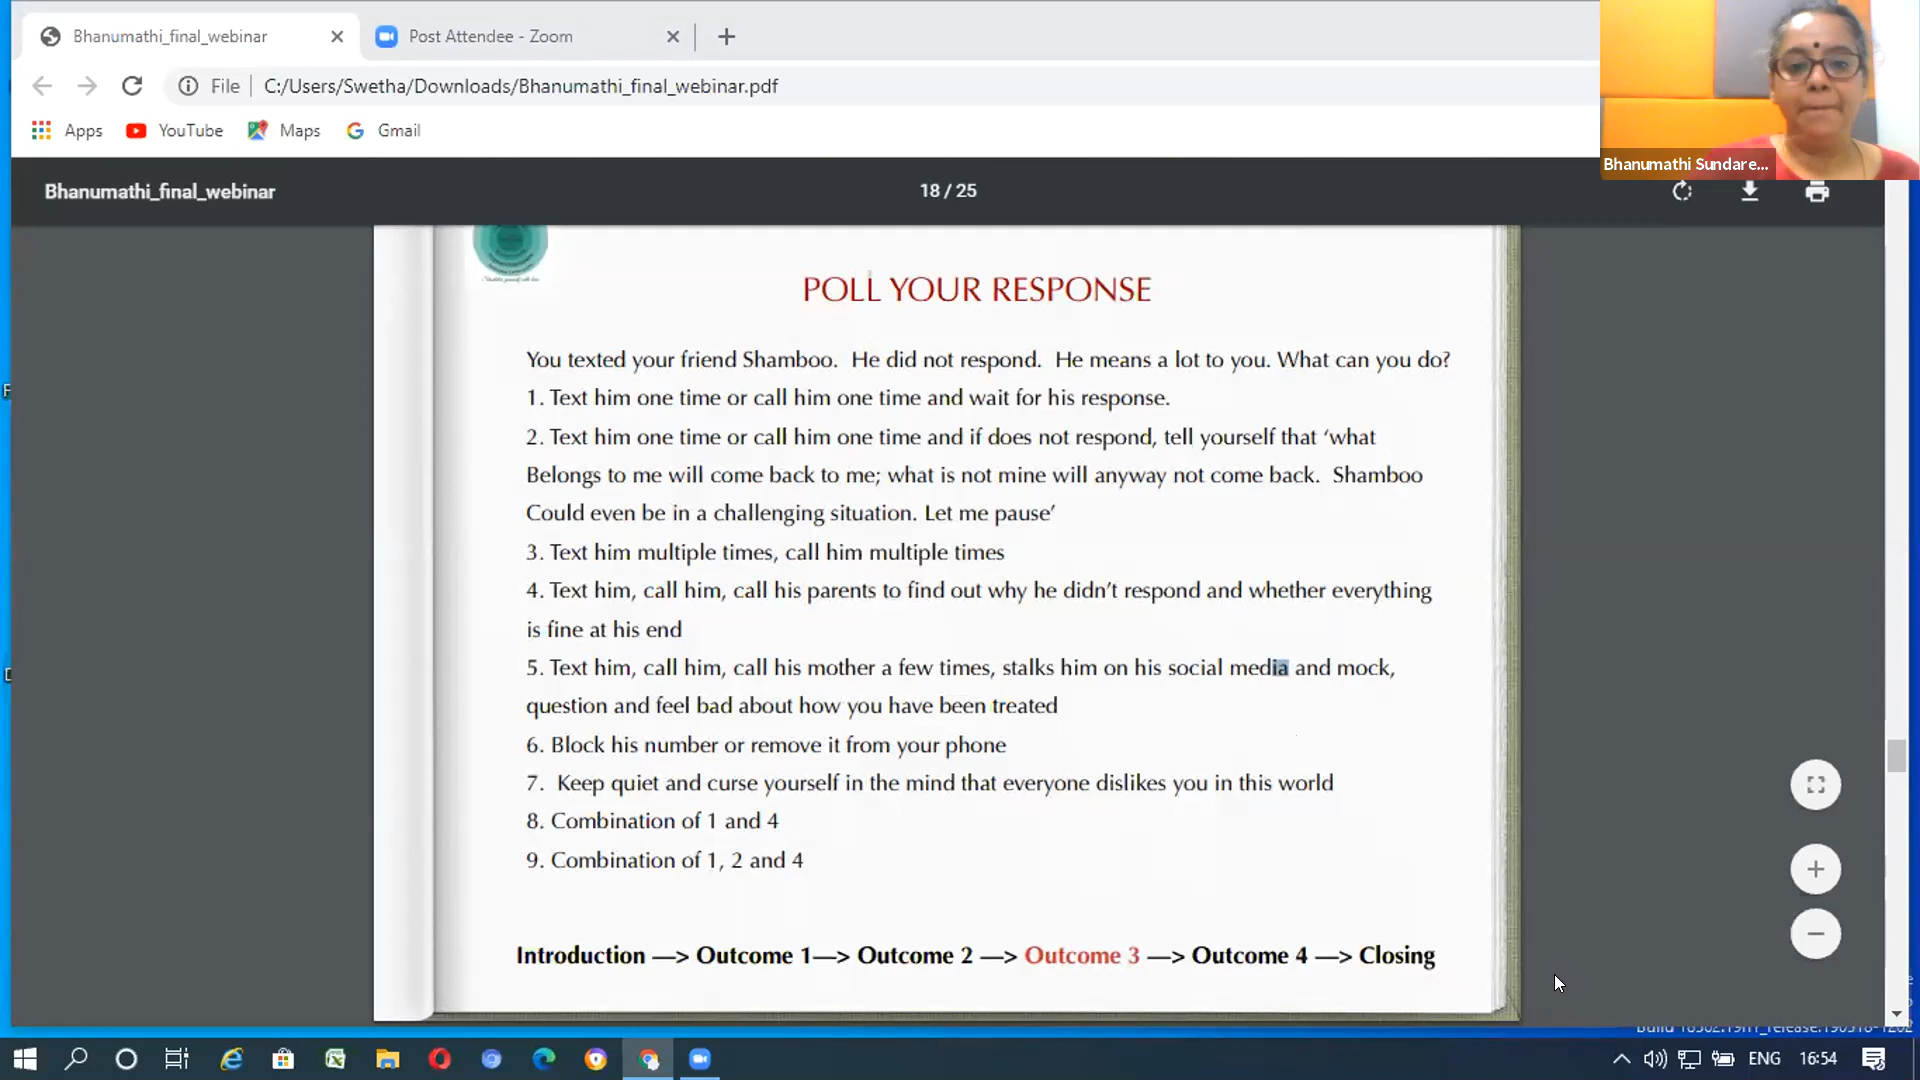 Bhanumathi_final_webinar
Post Attendee - Zoom
File
C:/Users/Swetha/Downloads/Bhanumathi_final_webinar.pdf
Apps
YouTube
Maps
Gmail
Bhanumathi Sundare...
Bhanumathi_final_webinar
18 / 25
POLL YOUR RESPONSE
You texted your friend Shamboo. He did not respond. He means a lot to you. What can you do?
1. Text him one time or call him one time and wait for his response.
2. Text him one time or call him one time and if does not respond, tell yourself that ‘what
Belongs to me will come back to me; what is not mine will anyway not come back. Shamboo
Could even be in a challenging situation. Let me pause’
3. Text him multiple times, call him multiple times
4. Text him, call him, call his parents to find out why he didn’t respond and whether everything
is fine at his end
5. Text him, call him, call his mother a few times, stalks him on his social media and mock,
question and feel bad about how you have been treated
6. Block his number or remove it from your phone
7. Keep quiet and curse yourself in the mind that everyone dislikes you in this world
8. Combination of 1 and 4
9. Combination of 1, 2 and 4
Introduction —> Outcome 1—> Outcome 2 —> Outcome 3 —> Outcome 4 —> Closing
ENG
16:54